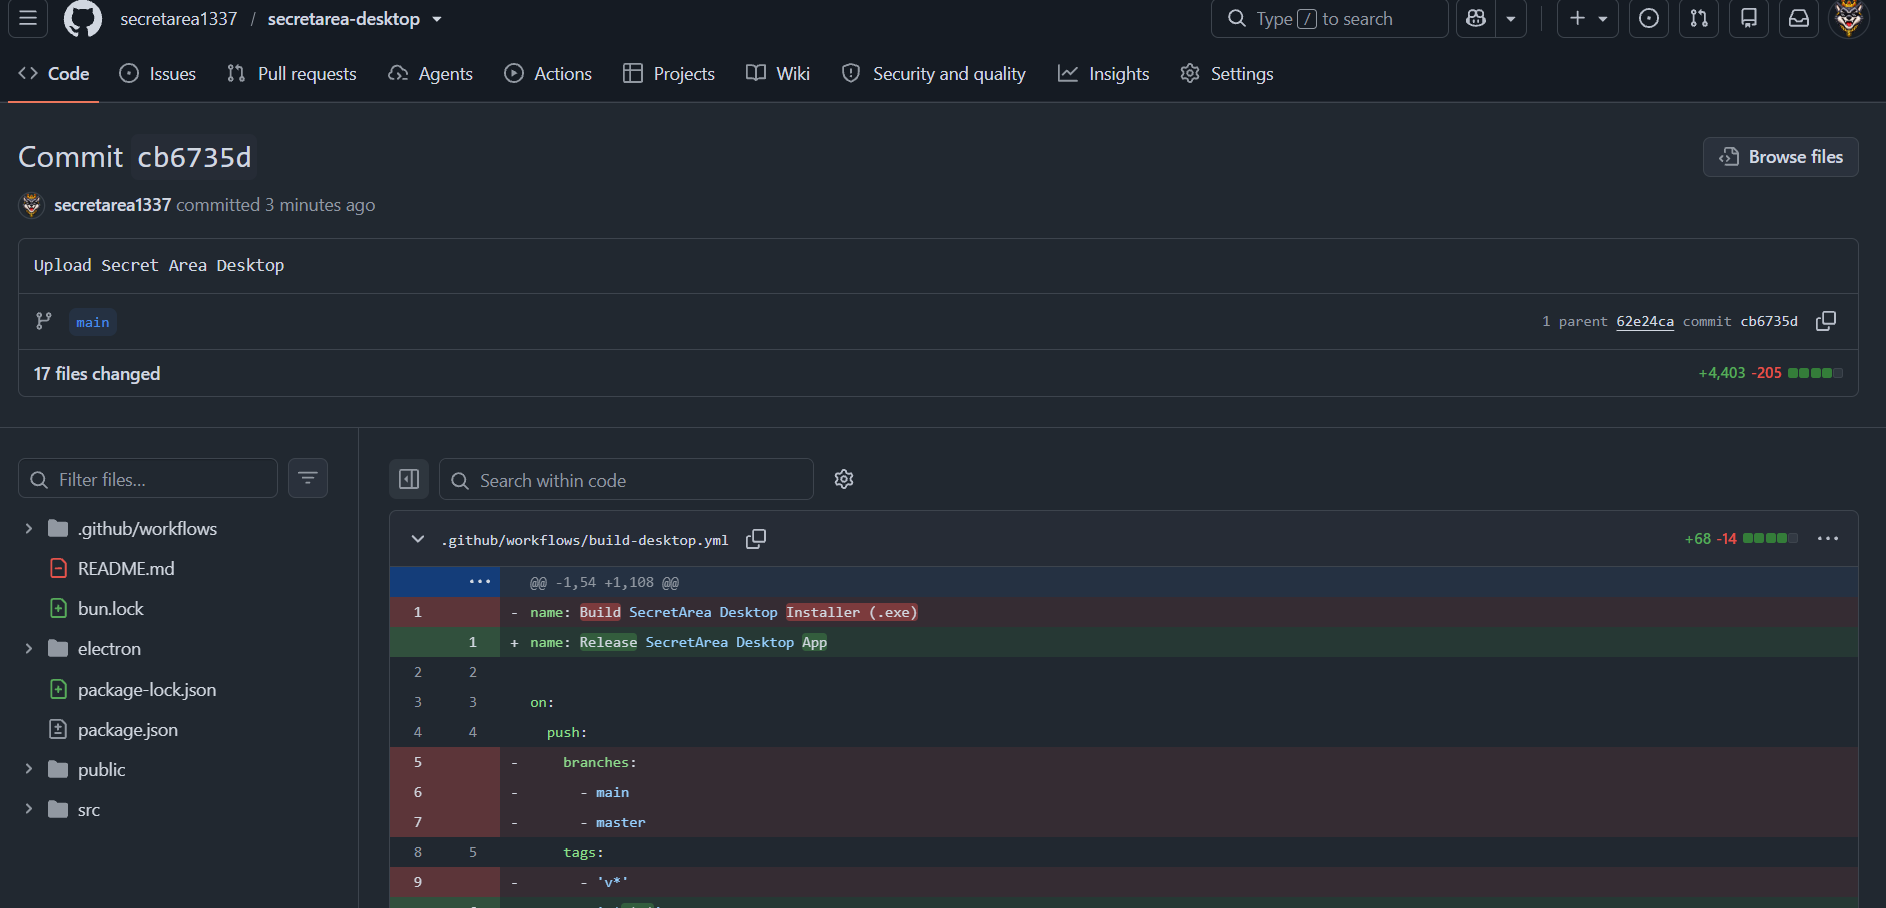 secretarea1337 / secretarea-desktop
Type / to search
Code Issues Pull requests Agents Actions Projects Wiki Security and quality Insights Settings
Commit cb6735d
Browse files
secretarea1337 committed 3 minutes ago
Upload Secret Area Desktop
main
1 parent 62e24ca commit cb6735d
17 files changed
+4,403 -205
Filter files...
.github/workflows
README.md
bun.lock
electron
package-lock.json
package.json
public
src
Search within code
.github/workflows/build-desktop.yml
+68 -14
@@ -1,54 +1,108 @@
1 - name: Build SecretArea Desktop Installer (.exe)
1 + name: Release SecretArea Desktop App
2 2
3 3 on:
4 4 push:
5 - branches:
6 - - main
7 - - master
8 5 tags:
9 - - 'v*'